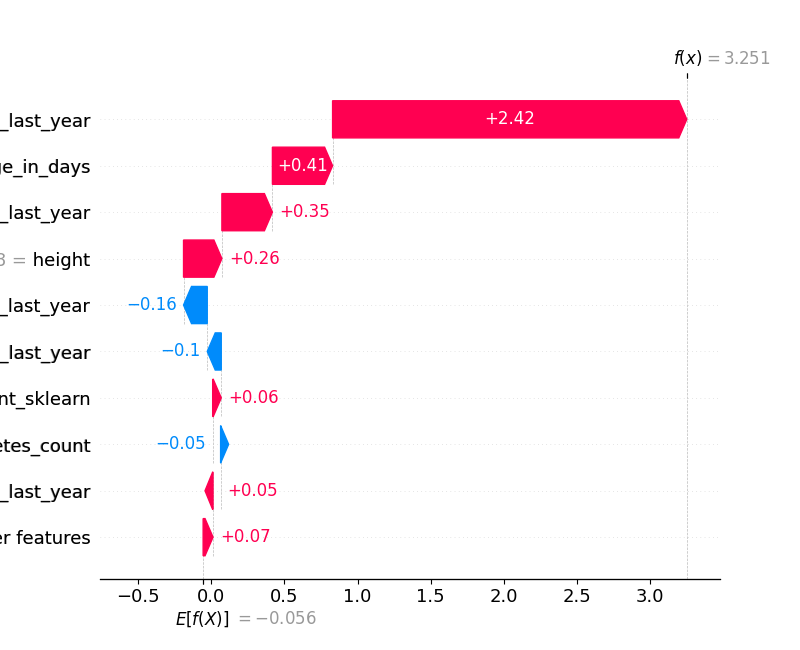 f(x) = 3.251
_last_year +2.42
ge_in_days +0.41
_last_year +0.35
3 = height +0.26
_last_year −0.16
_last_year −0.1
nt_sklearn +0.06
etes_count −0.05
_last_year +0.05
er features +0.07
−0.5 0.0 0.5 1.0 1.5 2.0 2.5 3.0
E[f(X)] = −0.056